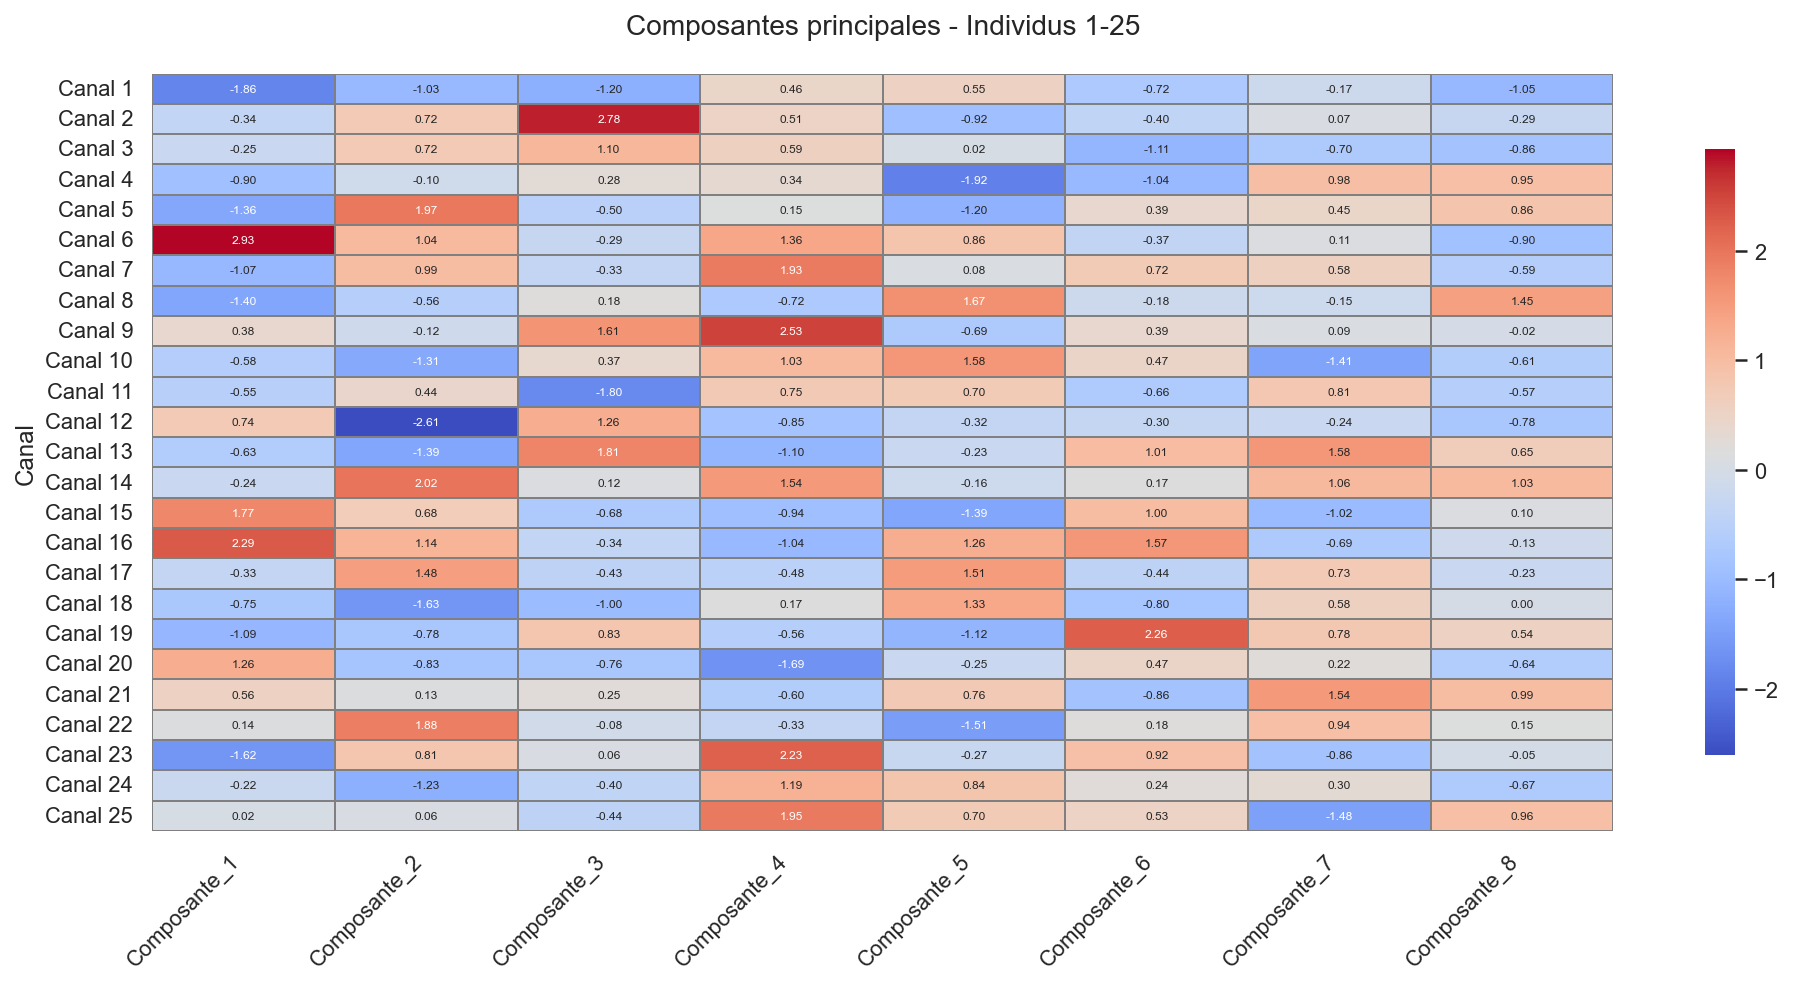 Composantes principales - Individus 1-25
Canal
Canal 1 -1.86 -1.03 -1.20 0.46 0.55 -0.72 -0.17 -1.05
Canal 2 -0.34 0.72 2.78 0.51 -0.92 -0.40 0.07 -0.29
Canal 3 -0.25 0.72 1.10 0.59 0.02 -1.11 -0.70 -0.86
Canal 4 -0.90 -0.10 0.28 0.34 -1.92 -1.04 0.98 0.95
Canal 5 -1.36 1.97 -0.50 0.15 -1.20 0.39 0.45 0.86
Canal 6 2.93 1.04 -0.29 1.36 0.86 -0.37 0.11 -0.90
Canal 7 -1.07 0.99 -0.33 1.93 0.08 0.72 0.58 -0.59
Canal 8 -1.40 -0.56 0.18 -0.72 1.67 -0.18 -0.15 1.45
Canal 9 0.38 -0.12 1.61 2.53 -0.69 0.39 0.09 -0.02
Canal 10 -0.58 -1.31 0.37 1.03 1.58 0.47 -1.41 -0.61
Canal 11 -0.55 0.44 -1.80 0.75 0.70 -0.66 0.81 -0.57
Canal 12 0.74 -2.61 1.26 -0.85 -0.32 -0.30 -0.24 -0.78
Canal 13 -0.63 -1.39 1.81 -1.10 -0.23 1.01 1.58 0.65
Canal 14 -0.24 2.02 0.12 1.54 -0.16 0.17 1.06 1.03
Canal 15 1.77 0.68 -0.68 -0.94 -1.39 1.00 -1.02 0.10
Canal 16 2.29 1.14 -0.34 -1.04 1.26 1.57 -0.69 -0.13
Canal 17 -0.33 1.48 -0.43 -0.48 1.51 -0.44 0.73 -0.23
Canal 18 -0.75 -1.63 -1.00 0.17 1.33 -0.80 0.58 0.00
Canal 19 -1.09 -0.78 0.83 -0.56 -1.12 2.26 0.78 0.54
Canal 20 1.26 -0.83 -0.76 -1.69 -0.25 0.47 0.22 -0.64
Canal 21 0.56 0.13 0.25 -0.60 0.76 -0.86 1.54 0.99
Canal 22 0.14 1.88 -0.08 -0.33 -1.51 0.18 0.94 0.15
Canal 23 -1.62 0.81 0.06 2.23 -0.27 0.92 -0.86 -0.05
Canal 24 -0.22 -1.23 -0.40 1.19 0.84 0.24 0.30 -0.67
Canal 25 0.02 0.06 -0.44 1.95 0.70 0.53 -1.48 0.96
Composante_1 Composante_2 Composante_3 Composante_4 Composante_5 Composante_6 Composante_7 Composante_8
2
1
0
−1
−2